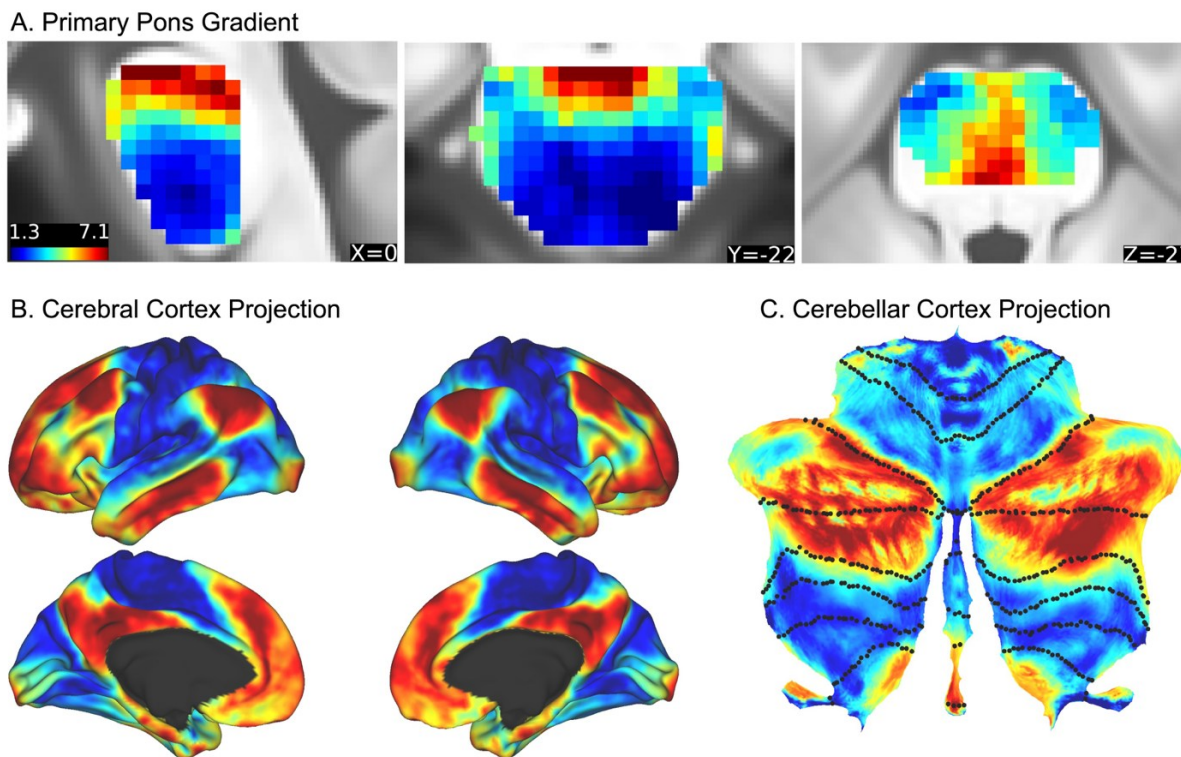 A. Primary Pons Gradient
1.3 7.1
X=0
Y=-22
Z=-2
B. Cerebral Cortex Projection
C. Cerebellar Cortex Projection